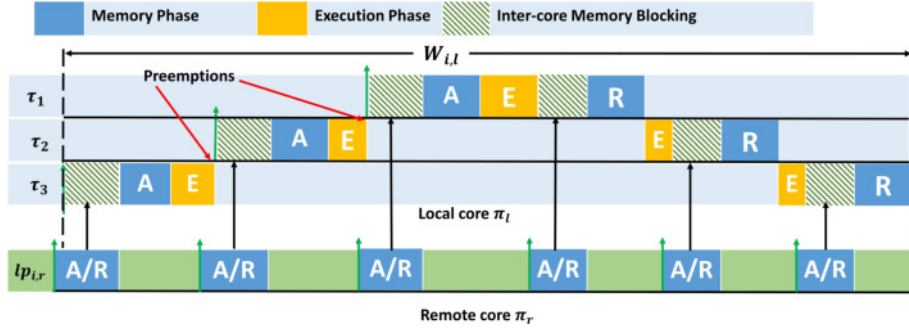 Memory Phase Execution Phase Inter-core Memory Blocking
W_{i,l}
Preemptions
τ₁ A E R
τ₂ A E E R
τ₃ A E E R
Local core π_l
lp_{i,r} A/R A/R A/R A/R A/R A/R
Remote core π_r